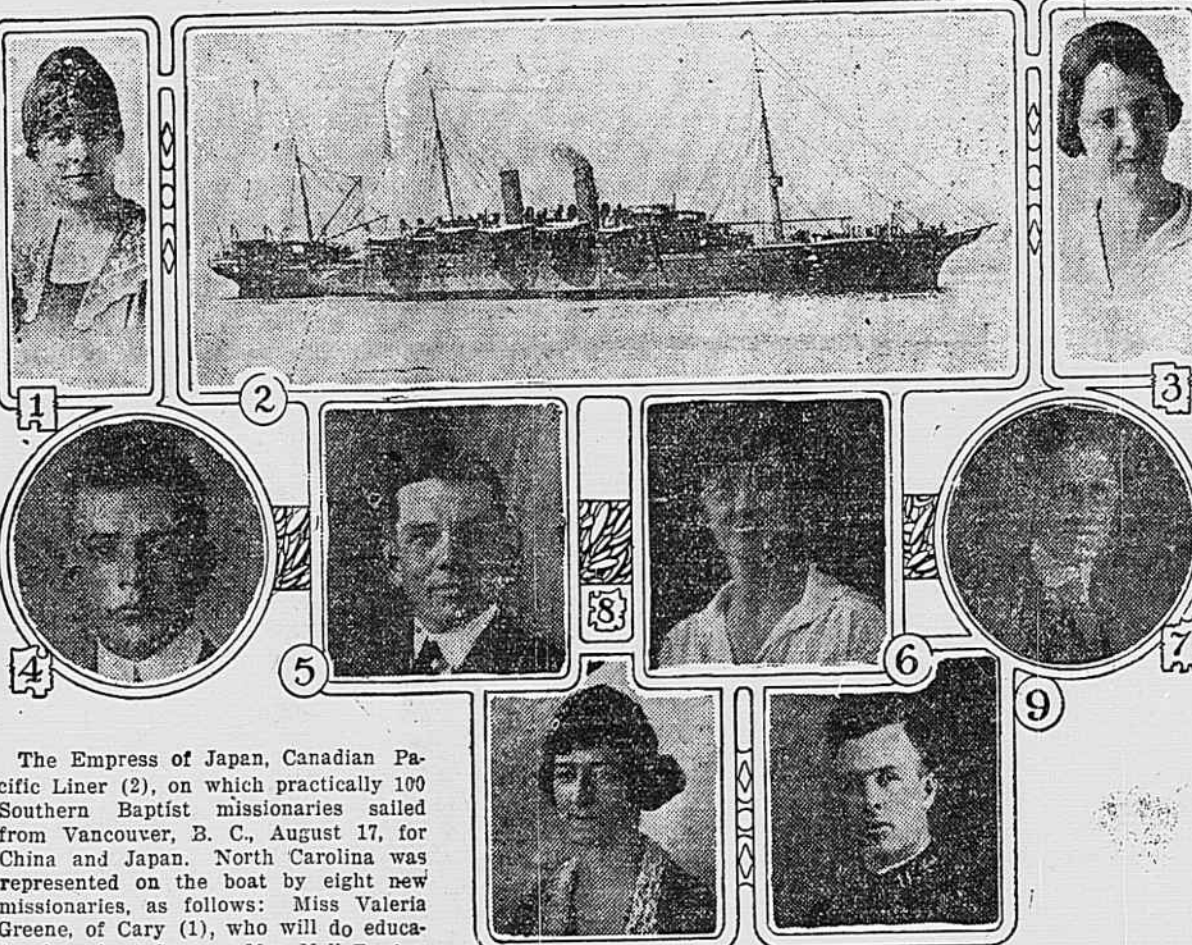 1
2
3
4
5
8
6
7
9
The Empress of Japan, Canadian Pa-
cific Liner (2), on which practically 100
Southern Baptist missionaries sailed
from Vancouver, B. C., August 17, for
China and Japan. North Carolina was
represented on the boat by eight new
missionaries, as follows: Miss Valeria
Greene, of Cary (1), who will do educa-